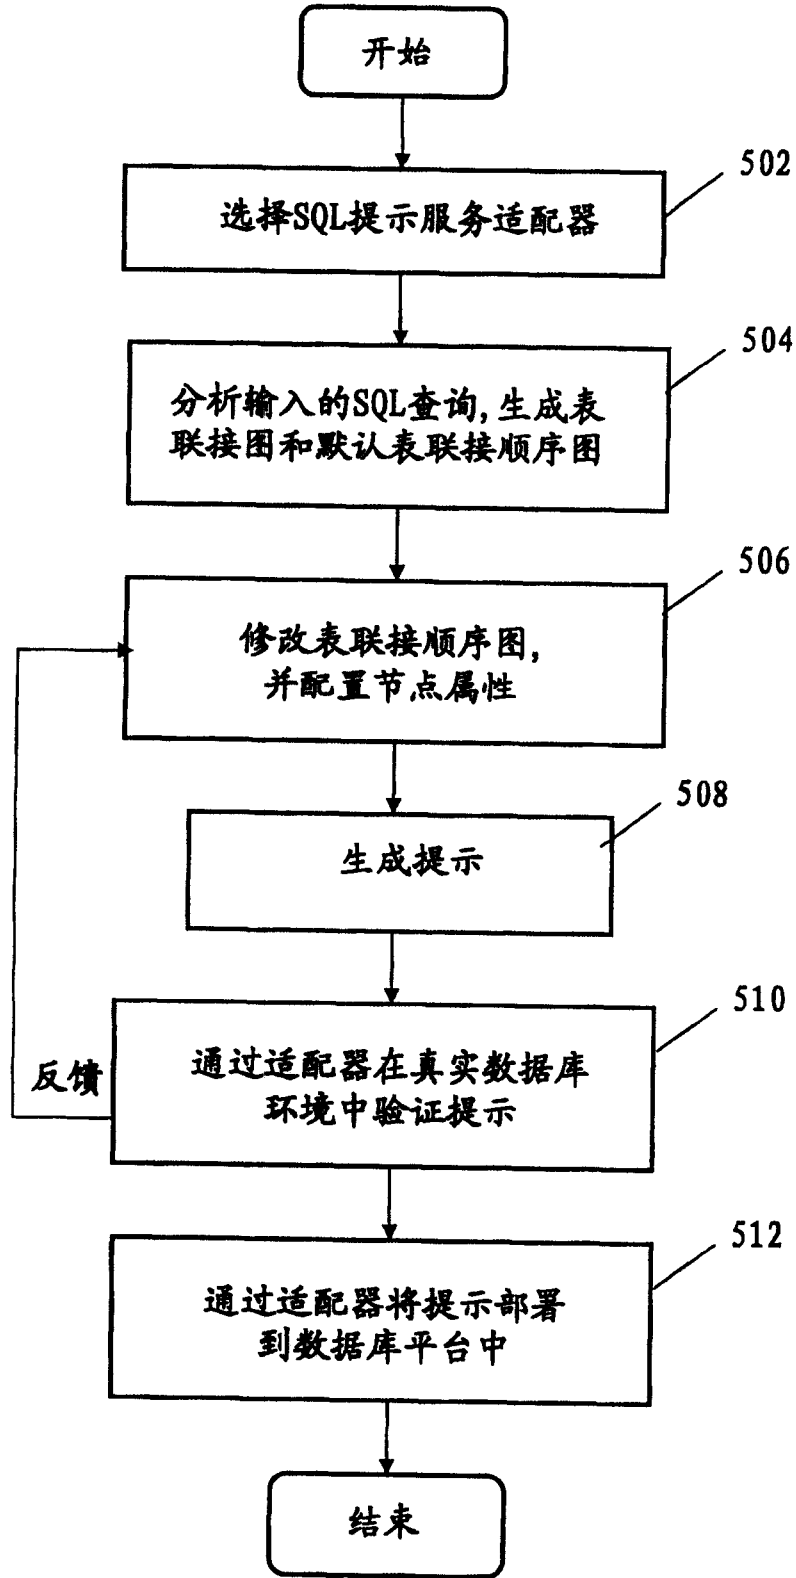 开始
502
选择SQL提示服务适配器
504
分析输入的SQL查询,生成表
联接图和默认表联接顺序图
506
修改表联接顺序图,
并配置节点属性
508
生成提示
510
通过适配器在真实数据库
环境中验证提示
反馈
512
通过适配器将提示部署
到数据库平台中
结束